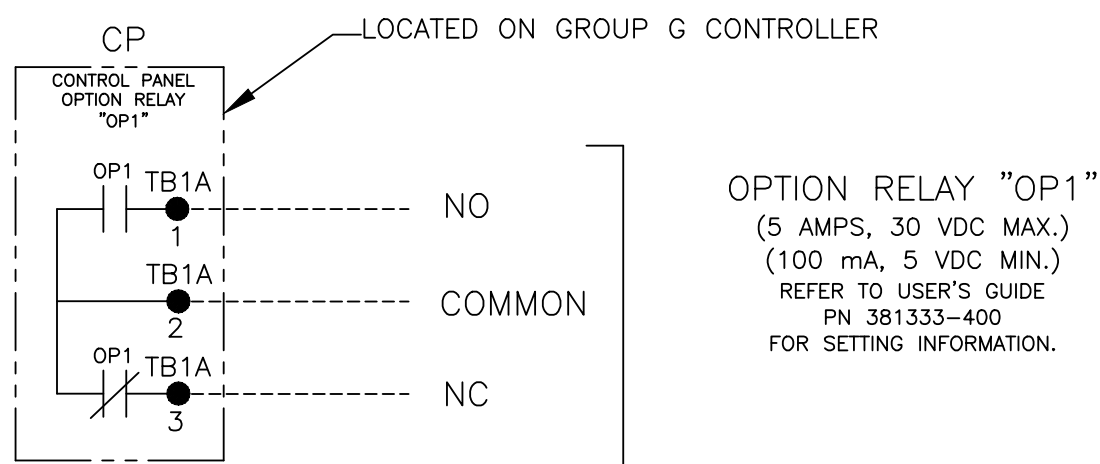 CP
LOCATED ON GROUP G CONTROLLER
CONTROL PANEL
OPTION RELAY
"OP1"
OP1
TB1A
1
NO
TB1A
2
COMMON
OP1
TB1A
3
NC
OPTION RELAY "OP1"
(5 AMPS, 30 VDC MAX.)
(100 mA, 5 VDC MIN.)
REFER TO USER'S GUIDE
PN 381333-400
FOR SETTING INFORMATION.